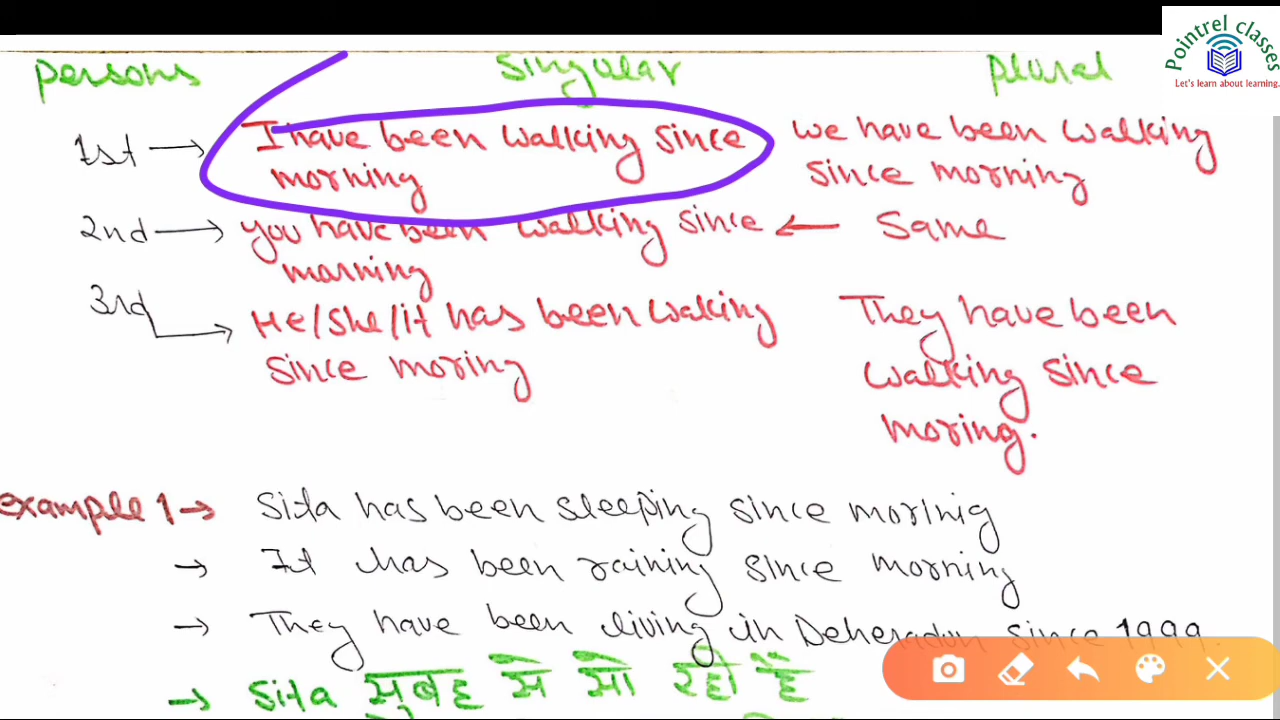 Pointrel classes
Let's learn about learning.
Persons Singular plural
1st → I have been walking since we have been walking
morning since morning
2nd → you have been walking since ← Same
marning
3rd → He/She/it has been waking They have been
since moring walking since
moring.
Example 1 → Sita has been sleeping since morinig
→ It has been raining since morning
→ They have been living in Deheradun since 1999.
→ Sita सुबह से सो रही है